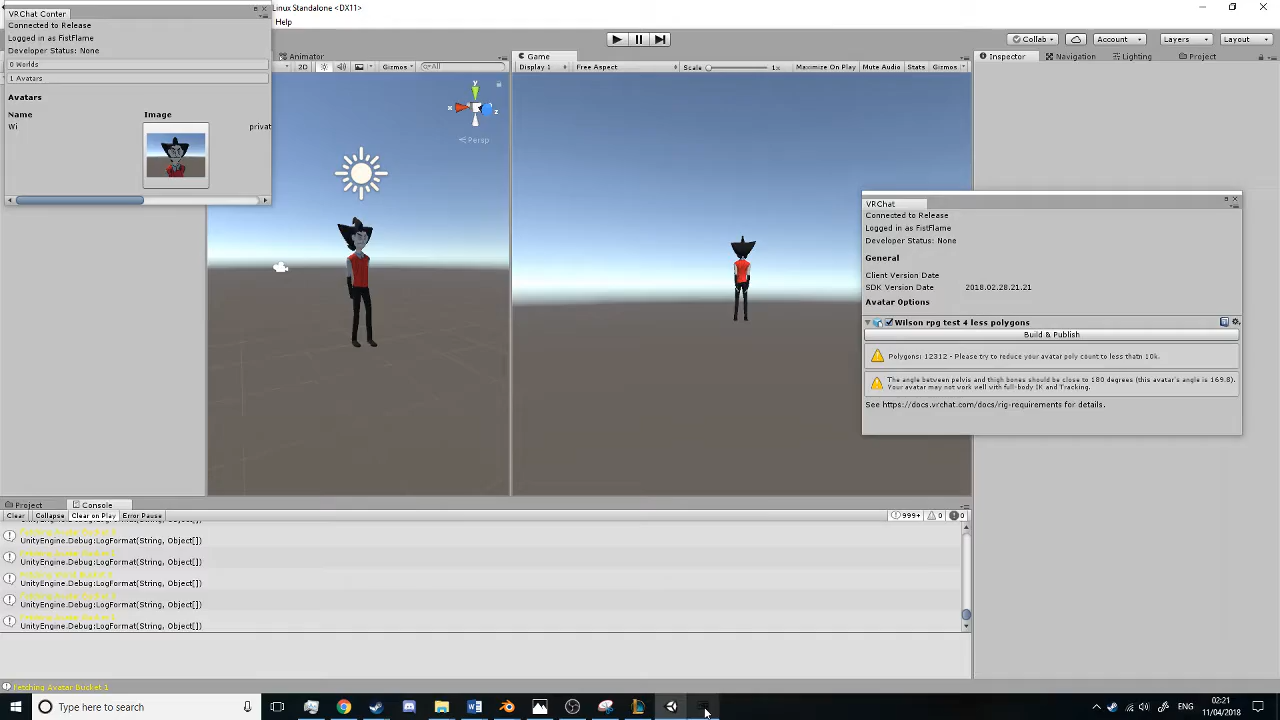 VRChat Conter
Linux Standalone <DX11>
Connected to Release
Logged in as FistFlame
Developer Status: None
0 Worlds
1 Avatars
Avatars
Name Image
Wi privat
Help
Collab Account Layers Layout
Animator
2D Gizmos All
Persp
Game
Display 1 Free Aspect Scale 1x Maximize On Play Mute Audio Stats Gizmos
Inspector Navigation Lighting Project
VRChat
Connected to Release
Logged in as FistFlame
Developer Status: None
General
Client Version Date
SDK Version Date 2018.02.28.21.21
Avatar Options
Wilson rpg test 4 less polygons
Build & Publish
Polygons: 12312 - Please try to reduce your avatar poly count to less thatn 10k.
The angle between pelvis and thigh bones should be close to 180 degrees (this avatar's angle is 169.8).
Your avatar may not work well with full-body IK and Tracking.
See https://docs.vrchat.com/docs/rig-requirements for details.
Project Console
Clear Collapse Clear on Play Error Pause 999+ 0 0
UnityEngine.Debug:LogFormat(String, Object[])
UnityEngine.Debug:LogFormat(String, Object[])
UnityEngine.Debug:LogFormat(String, Object[])
UnityEngine.Debug:LogFormat(String, Object[])
UnityEngine.Debug:LogFormat(String, Object[])
Fetching Avatar Bucket 1
Type here to search
ENG
02:21
11/04/2018